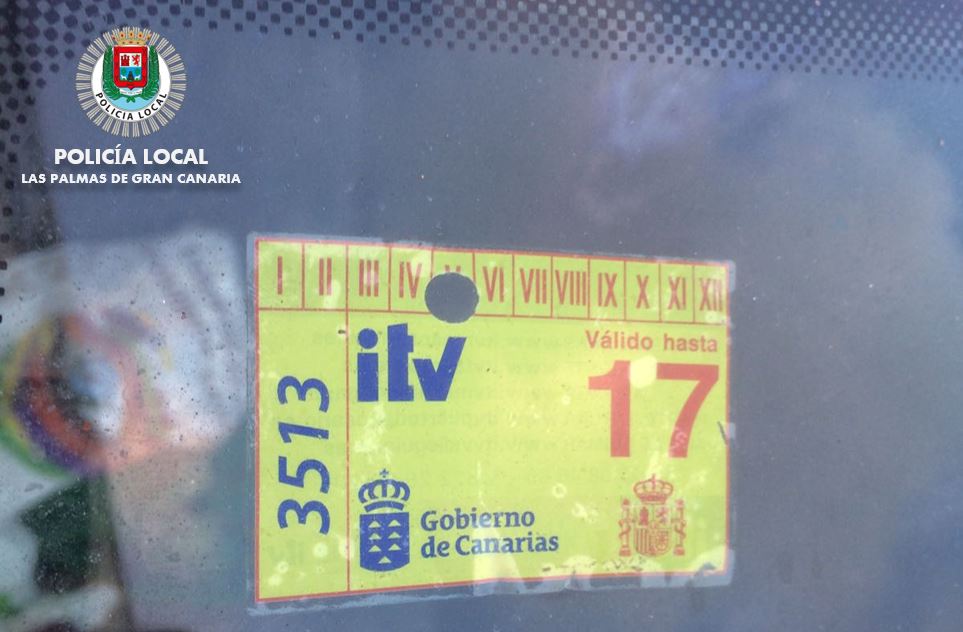 POLICÍA LOCAL
POLICÍA LOCAL
LAS PALMAS DE GRAN CANARIA
I II III IV V VI VII VIII IX X XI XII
itv
Válido hasta
17
3513
Gobierno
de Canarias